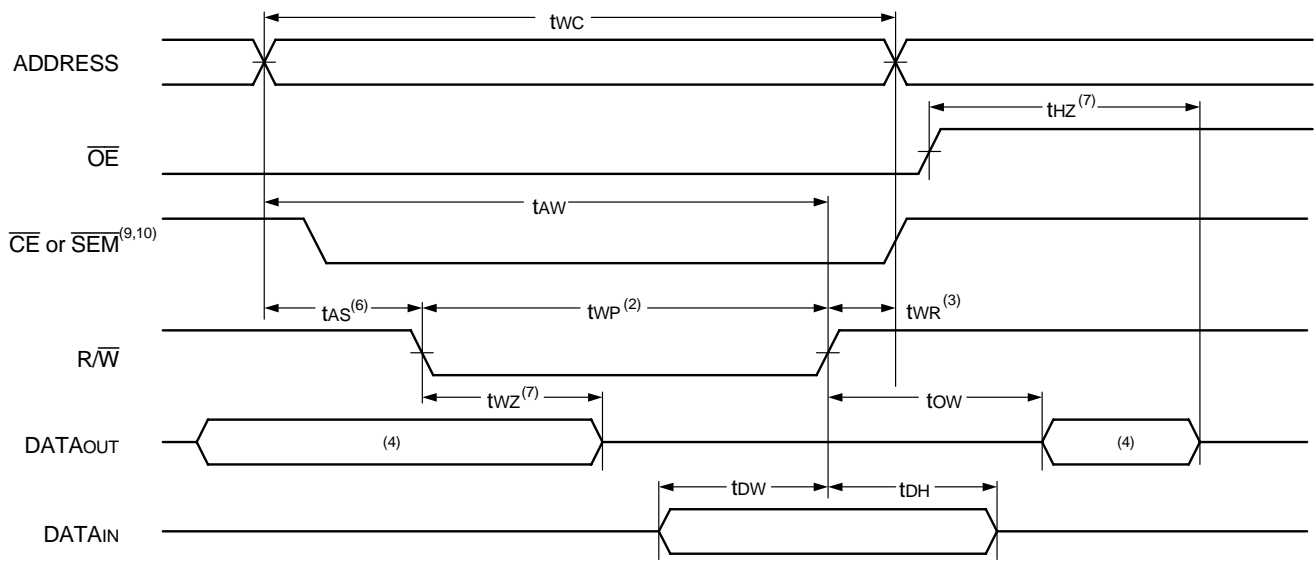 tWC
ADDRESS
tHZ(7)
OE
tAW
CE or SEM(9,10)
tAS(6)
tWP(2)
tWR(3)
R/W
tWZ(7)
tOW
DATAOUT
(4)
(4)
tDW
tDH
DATAIN